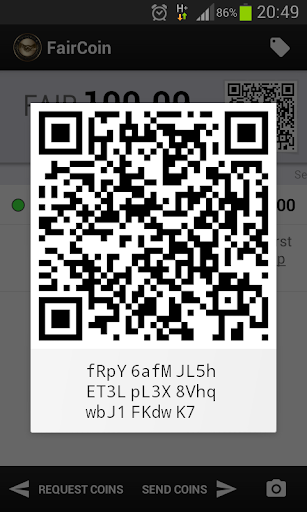 86% 20:49
FairCoin
FAIR 100.00
fRpY 6afM JL5h
ET3L pL3X 8Vhq
wbJ1 FKdw K7
REQUEST COINS SEND COINS